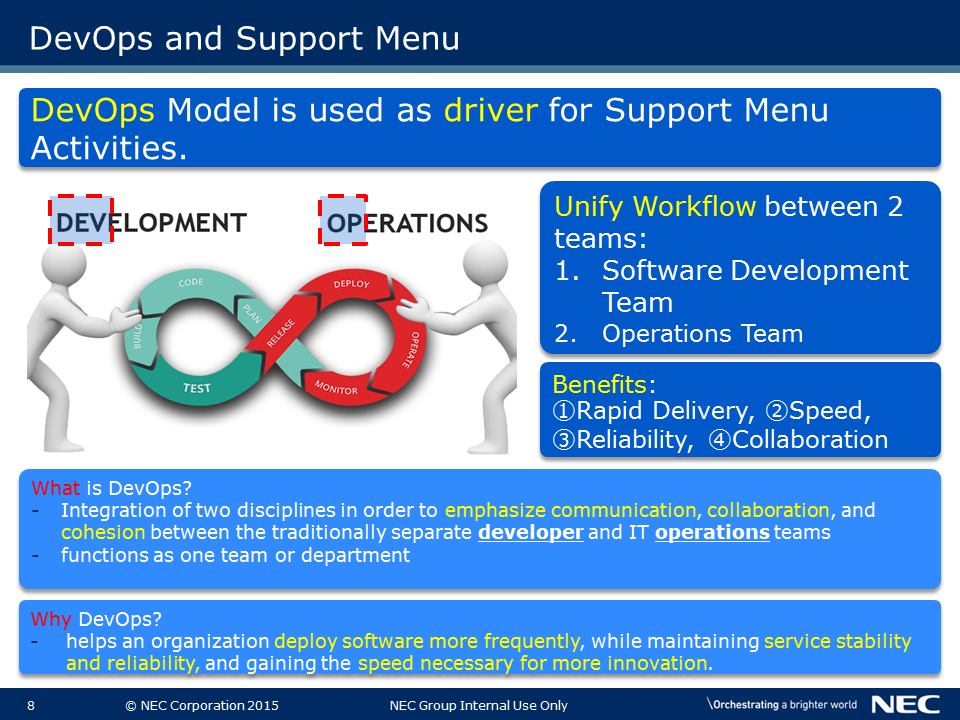 DevOps and Support Menu
DevOps Model is used as driver for Support Menu
Activities.
DEVELOPMENT
OPERATIONS
CODE
BUILD
PLAN
TEST
RELEASE
DEPLOY
OPERATE
MONITOR
Unify Workflow between 2
teams:
1. Software Development
Team
2. Operations Team
Benefits:
①Rapid Delivery, ②Speed,
③Reliability, ④Collaboration
What is DevOps?
- Integration of two disciplines in order to emphasize communication, collaboration, and
cohesion between the traditionally separate developer and IT operations teams
- functions as one team or department
Why DevOps?
- helps an organization deploy software more frequently, while maintaining service stability
and reliability, and gaining the speed necessary for more innovation.
8 © NEC Corporation 2015 NEC Group Internal Use Only \Orchestrating a brighter world NEC